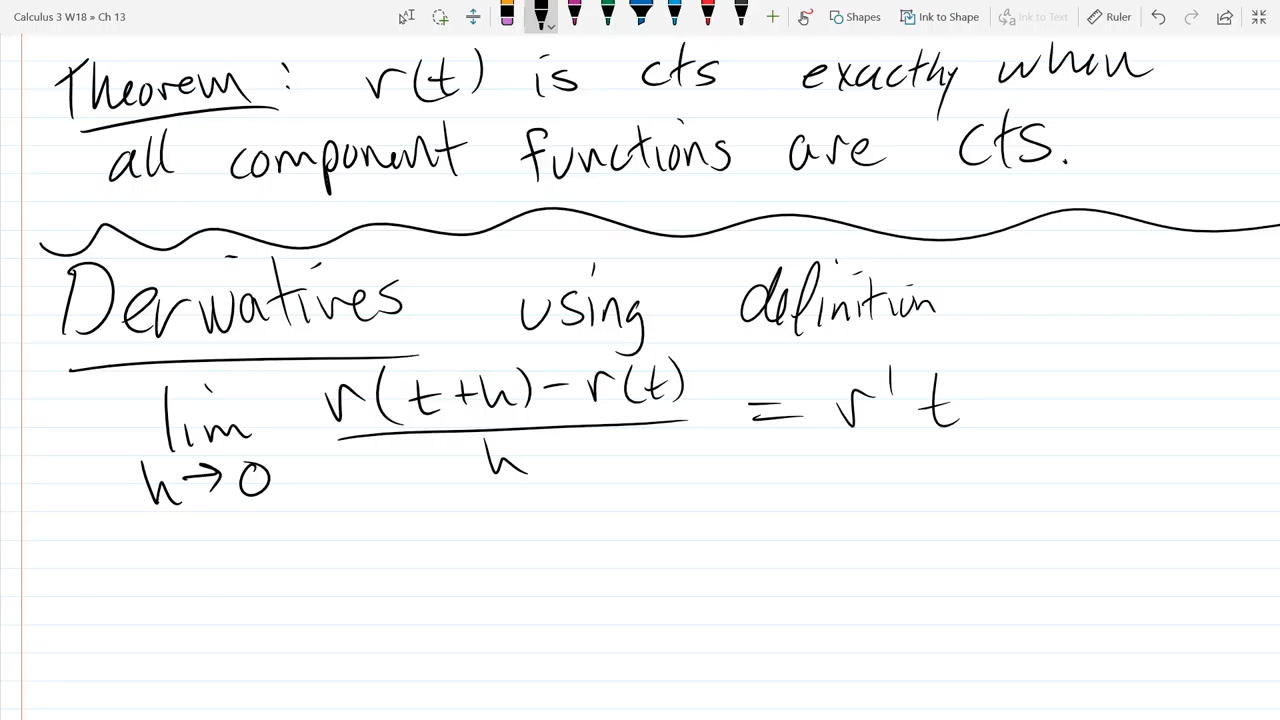 Calculus 3 W18 » Ch 13
Shapes
Ink to Shape
Ink to Text
Ruler
Theorem: r(t) is cts exactly when
all component functions are cts.
Derivatives using definition
lim r(t+h) - r(t) = r' t
h→0 h